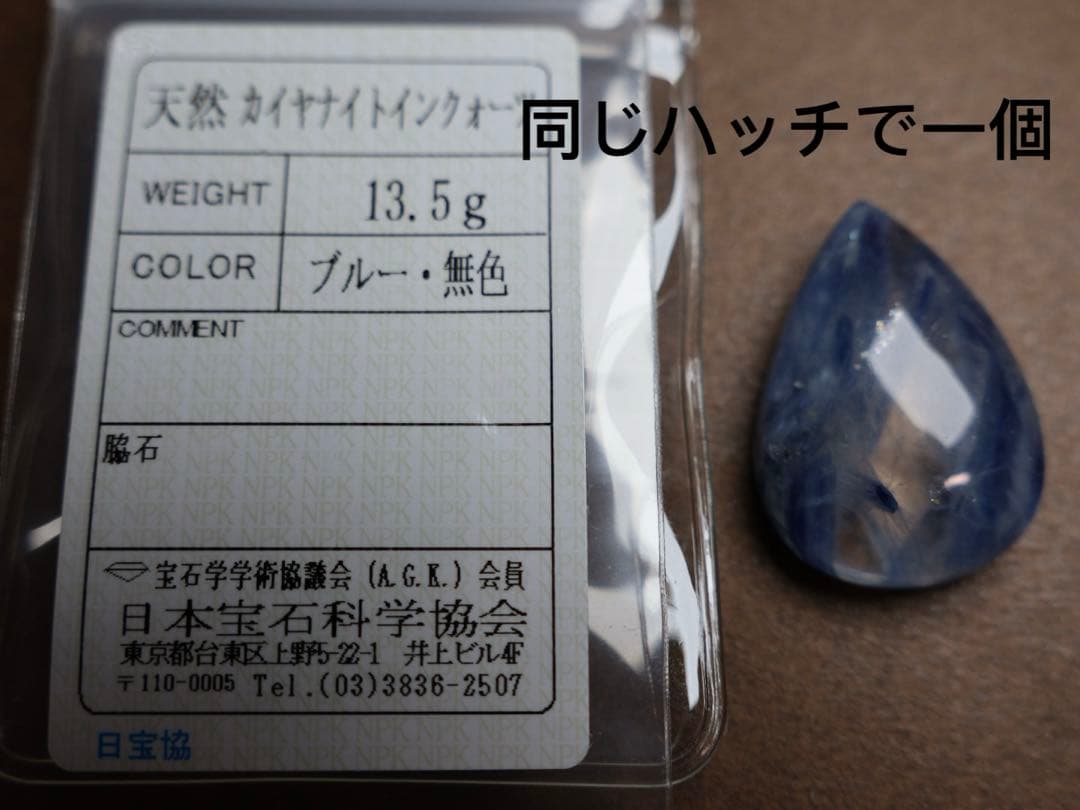 天然 カイヤナイトインクォーツ
同じハッチで一個
WEIGHT 13.5g
COLOR ブルー・無色
COMMENT
脇石
宝石学学術協議会 (A.G.K.) 会員
日本宝石科学協会
東京都台東区上野5-22-1 井上ビル4F
〒110-0005 Tel.(03)3836-2507
日宝協